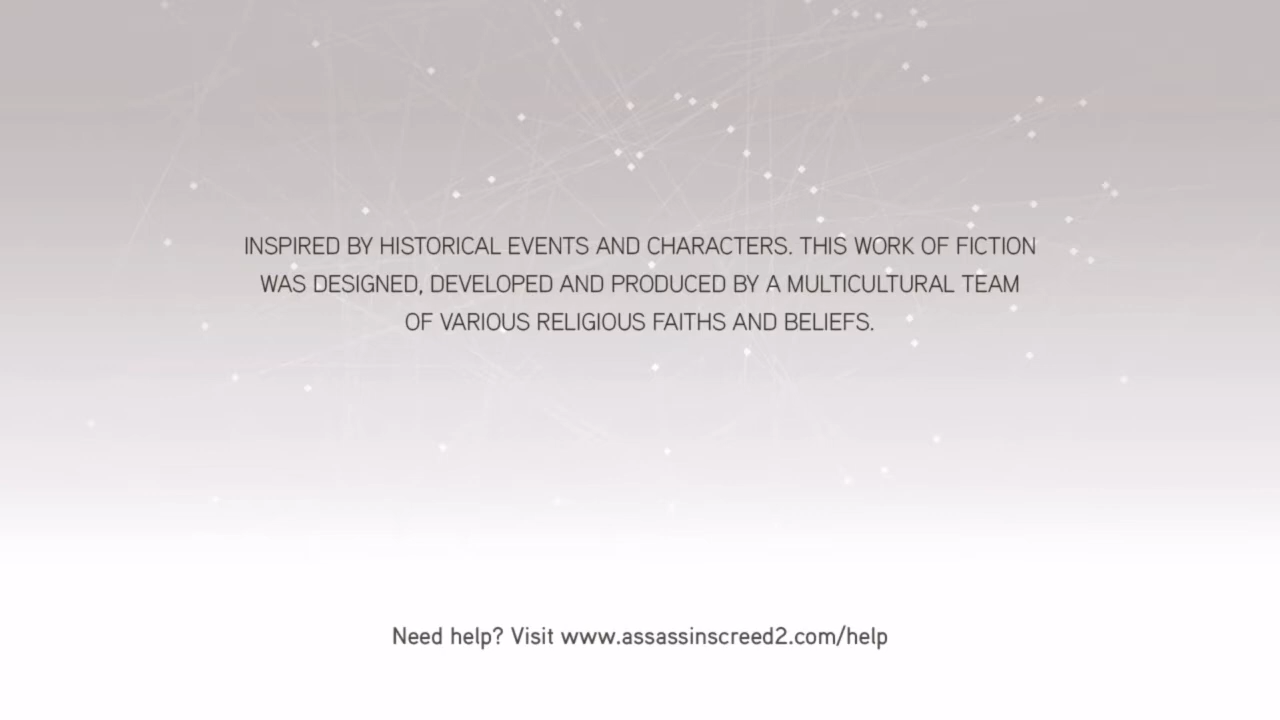 INSPIRED BY HISTORICAL EVENTS AND CHARACTERS. THIS WORK OF FICTION
WAS DESIGNED, DEVELOPED AND PRODUCED BY A MULTICULTURAL TEAM
OF VARIOUS RELIGIOUS FAITHS AND BELIEFS.
Need help? Visit www.assassinscreed2.com/help